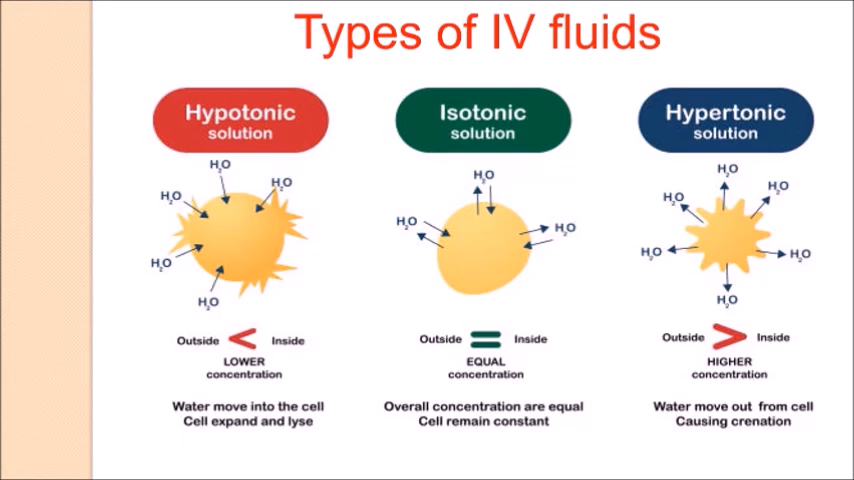 Types of IV fluids
Hypotonic
solution
H2O
H2O
H2O
H2O
H2O
Outside < Inside
LOWER
concentration
Water move into the cell
Cell expand and lyse
Isotonic
solution
H2O
H2O
H2O
Outside = Inside
EQUAL
concentration
Overall concentration are equal
Cell remain constant
Hypertonic
solution
H2O
H2O
H2O
H2O
H2O
H2O
Outside > Inside
HIGHER
concentration
Water move out from cell
Causing crenation